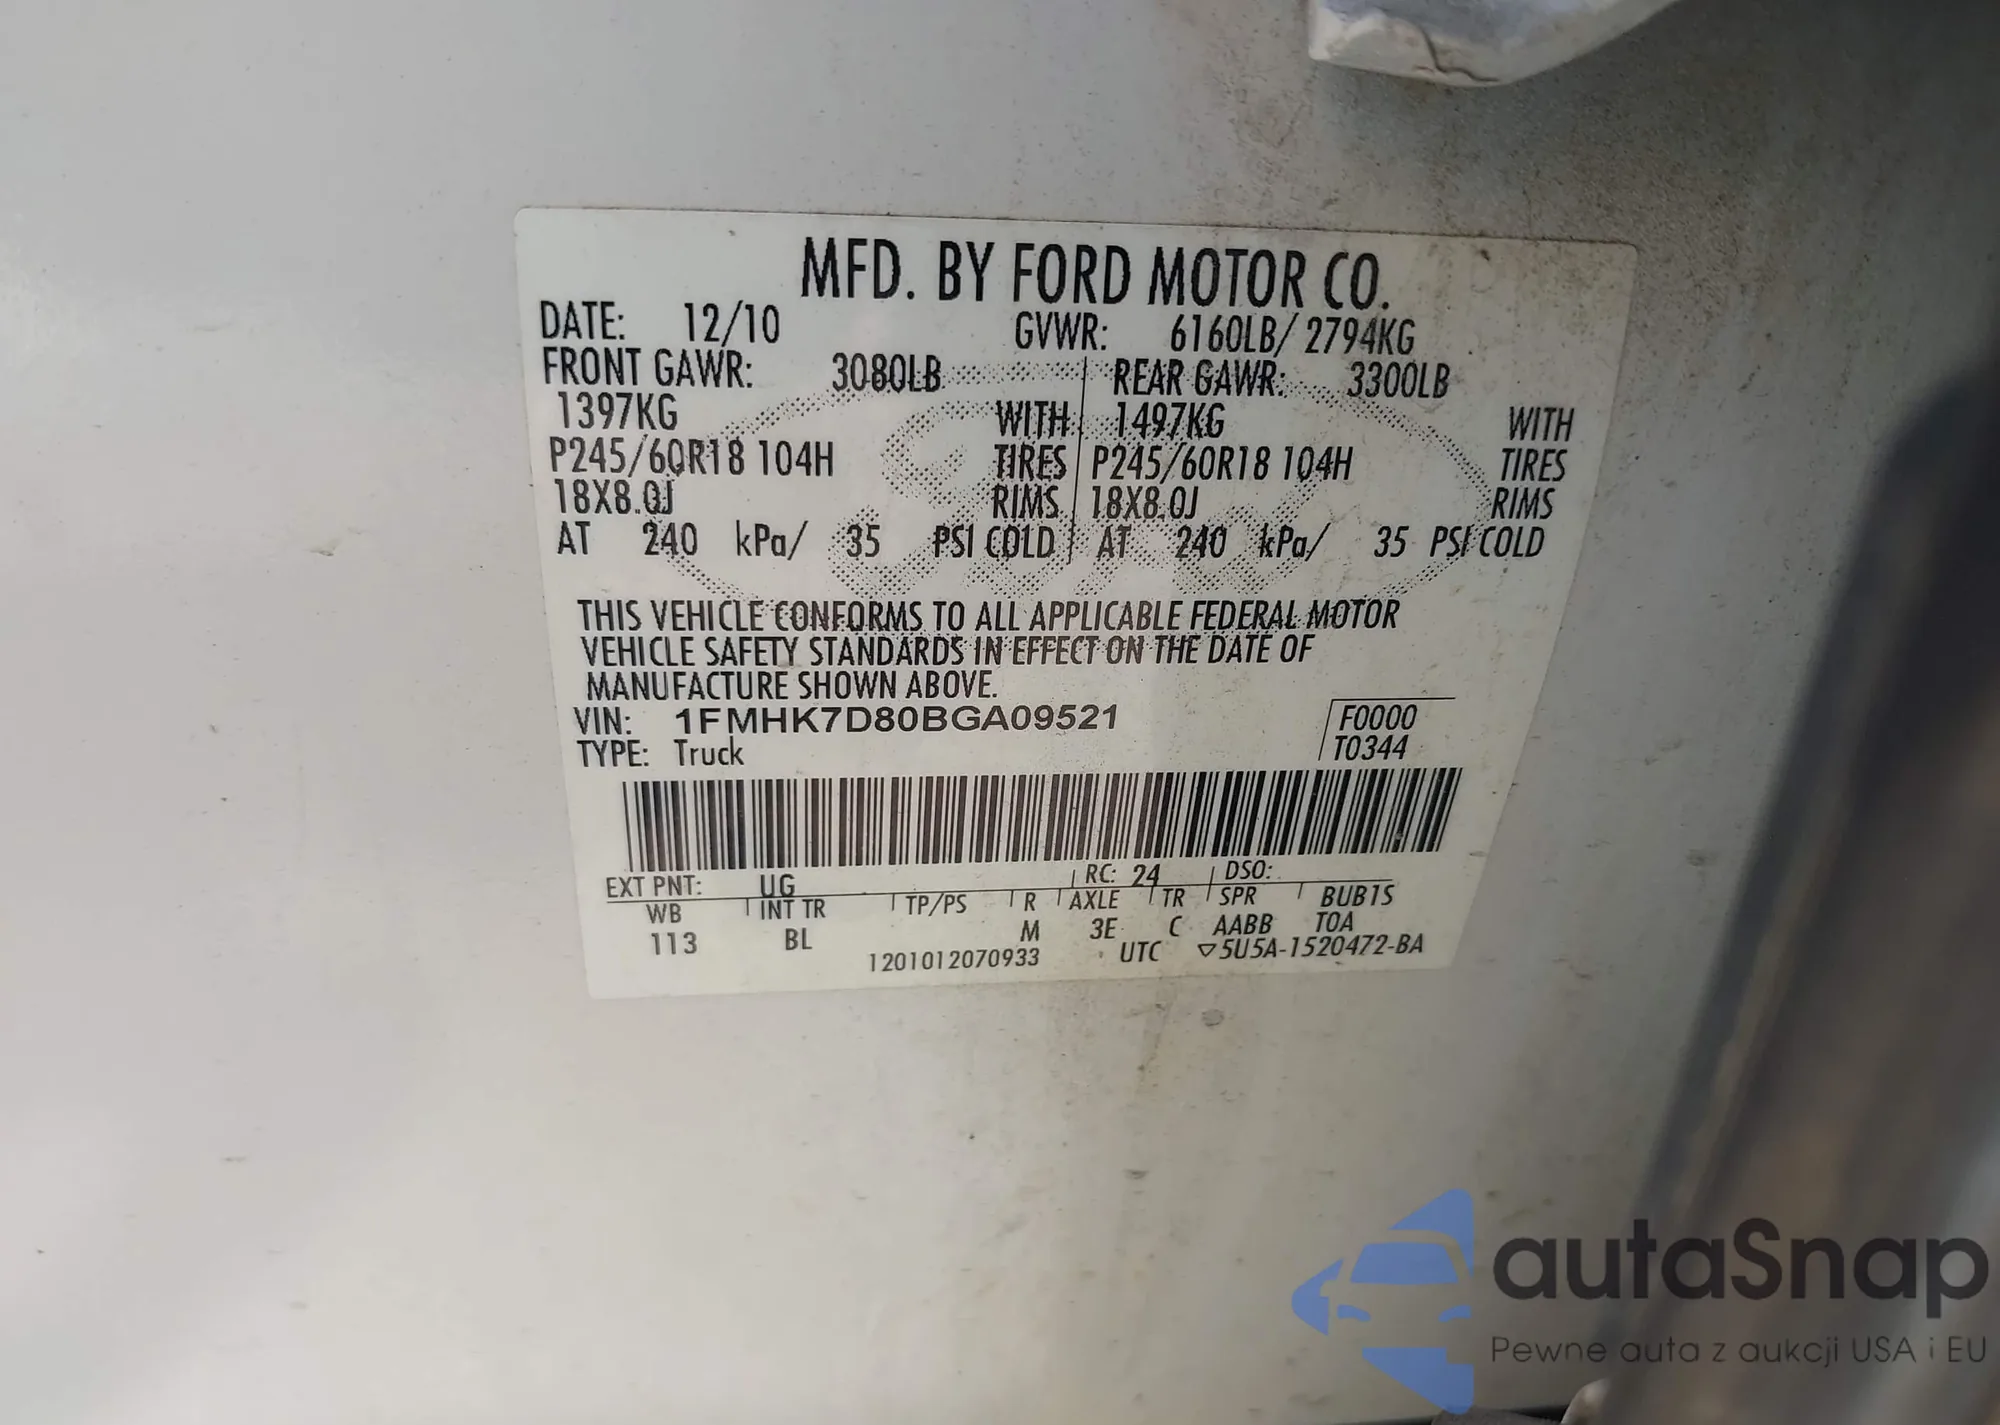 MFD. BY FORD MOTOR CO.
DATE: 12/10 GVWR: 6160LB/ 2794KG
FRONT GAWR: 3080LB REAR GAWR: 3300LB
1397KG WITH 1497KG WITH
P245/60R18 104H TIRES P245/60R18 104H TIRES
18X8.0J RIMS 18X8.0J RIMS
AT 240 kPa/ 35 PSI COLD AT 240 kPa/ 35 PSI COLD
THIS VEHICLE CONFORMS TO ALL APPLICABLE FEDERAL MOTOR
VEHICLE SAFETY STANDARDS IN EFFECT ON THE DATE OF
MANUFACTURE SHOWN ABOVE.
VIN: 1FMHK7D80BGA09521 F0000
TYPE: Truck T0344
EXT PNT: UG RC: 24 DSO:
WB INT TR TP/PS R AXLE TR SPR BUB1S
113 BL M 3E C AABB TOA
1201012070933 UTC ▽5U5A-1520472-BA
autaSnap
Pewne auta z aukcji USA i EU